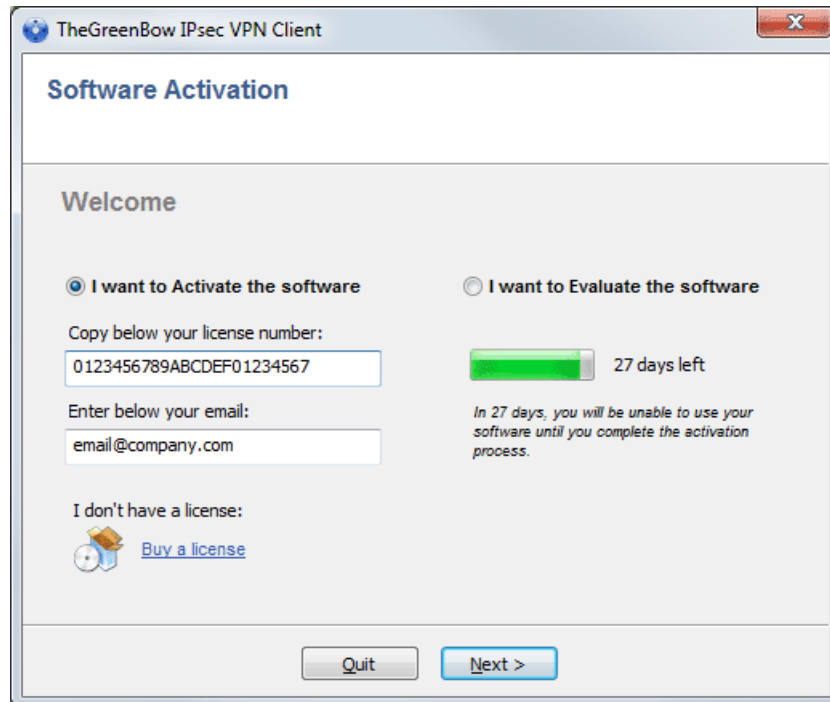 TheGreenBow IPsec VPN Client
X
Software Activation
Welcome
I want to Activate the software
Copy below your license number:
0123456789ABCDEF01234567
Enter below your email:
email@company.com
I don't have a license:
Buy a license
I want to Evaluate the software
27 days left
In 27 days, you will be unable to use your
software until you complete the activation
process.
Quit
Next >